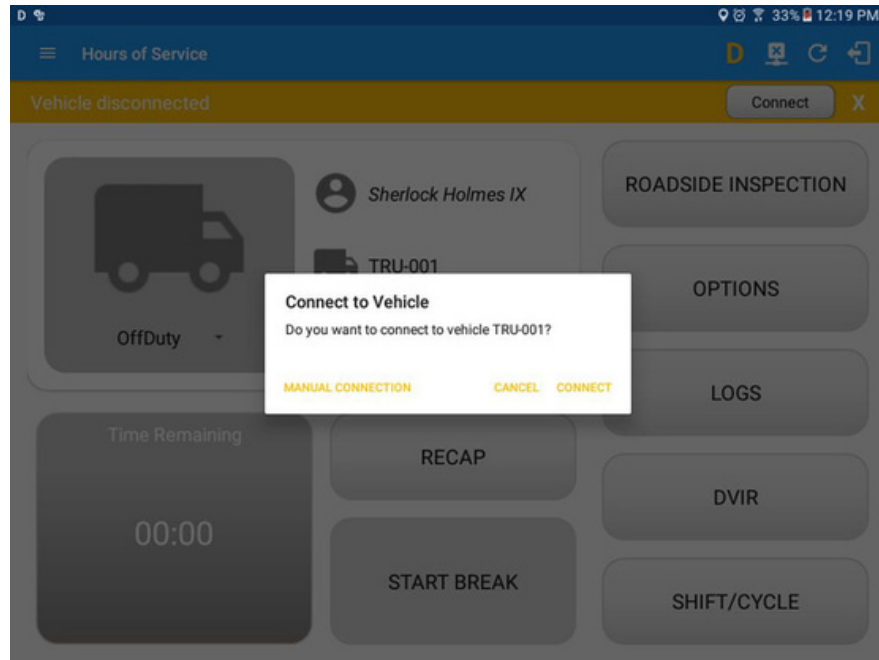 D
33% 12:19 PM
Hours of Service
D
Vehicle disconnected
Connect
X
Sherlock Holmes IX
TRU-001
OffDuty
ROADSIDE INSPECTION
OPTIONS
LOGS
DVIR
SHIFT/CYCLE
Connect to Vehicle
Do you want to connect to vehicle TRU-001?
MANUAL CONNECTION
CANCEL
CONNECT
Time Remaining
00:00
RECAP
START BREAK